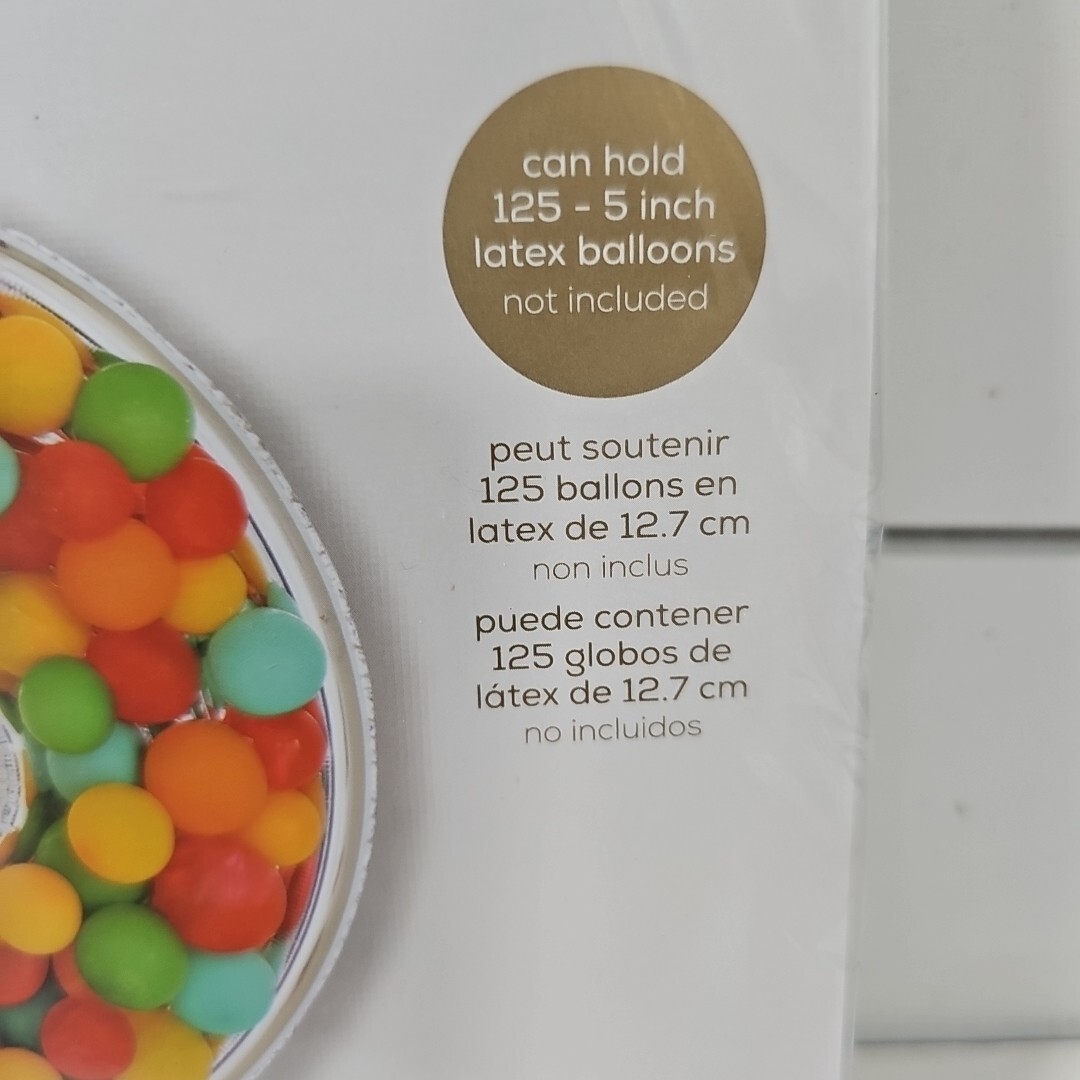 can hold
125 - 5 inch
latex balloons
not included
peut soutenir
125 ballons en
latex de 12.7 cm
non inclus
puede contener
125 globos de
látex de 12.7 cm
no incluidos